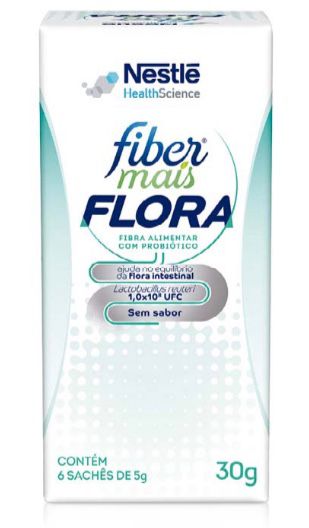 Nestlé
HealthScience
fiber®
mais
FLORA
FIBRA ALIMENTAR
COM PROBIÓTICO
ajuda no equilíbrio
da flora intestinal
Lactobacillus reuteri
1,0x10⁸ UFC
Sem sabor
CONTÉM
6 SACHÊS DE 5g
30g